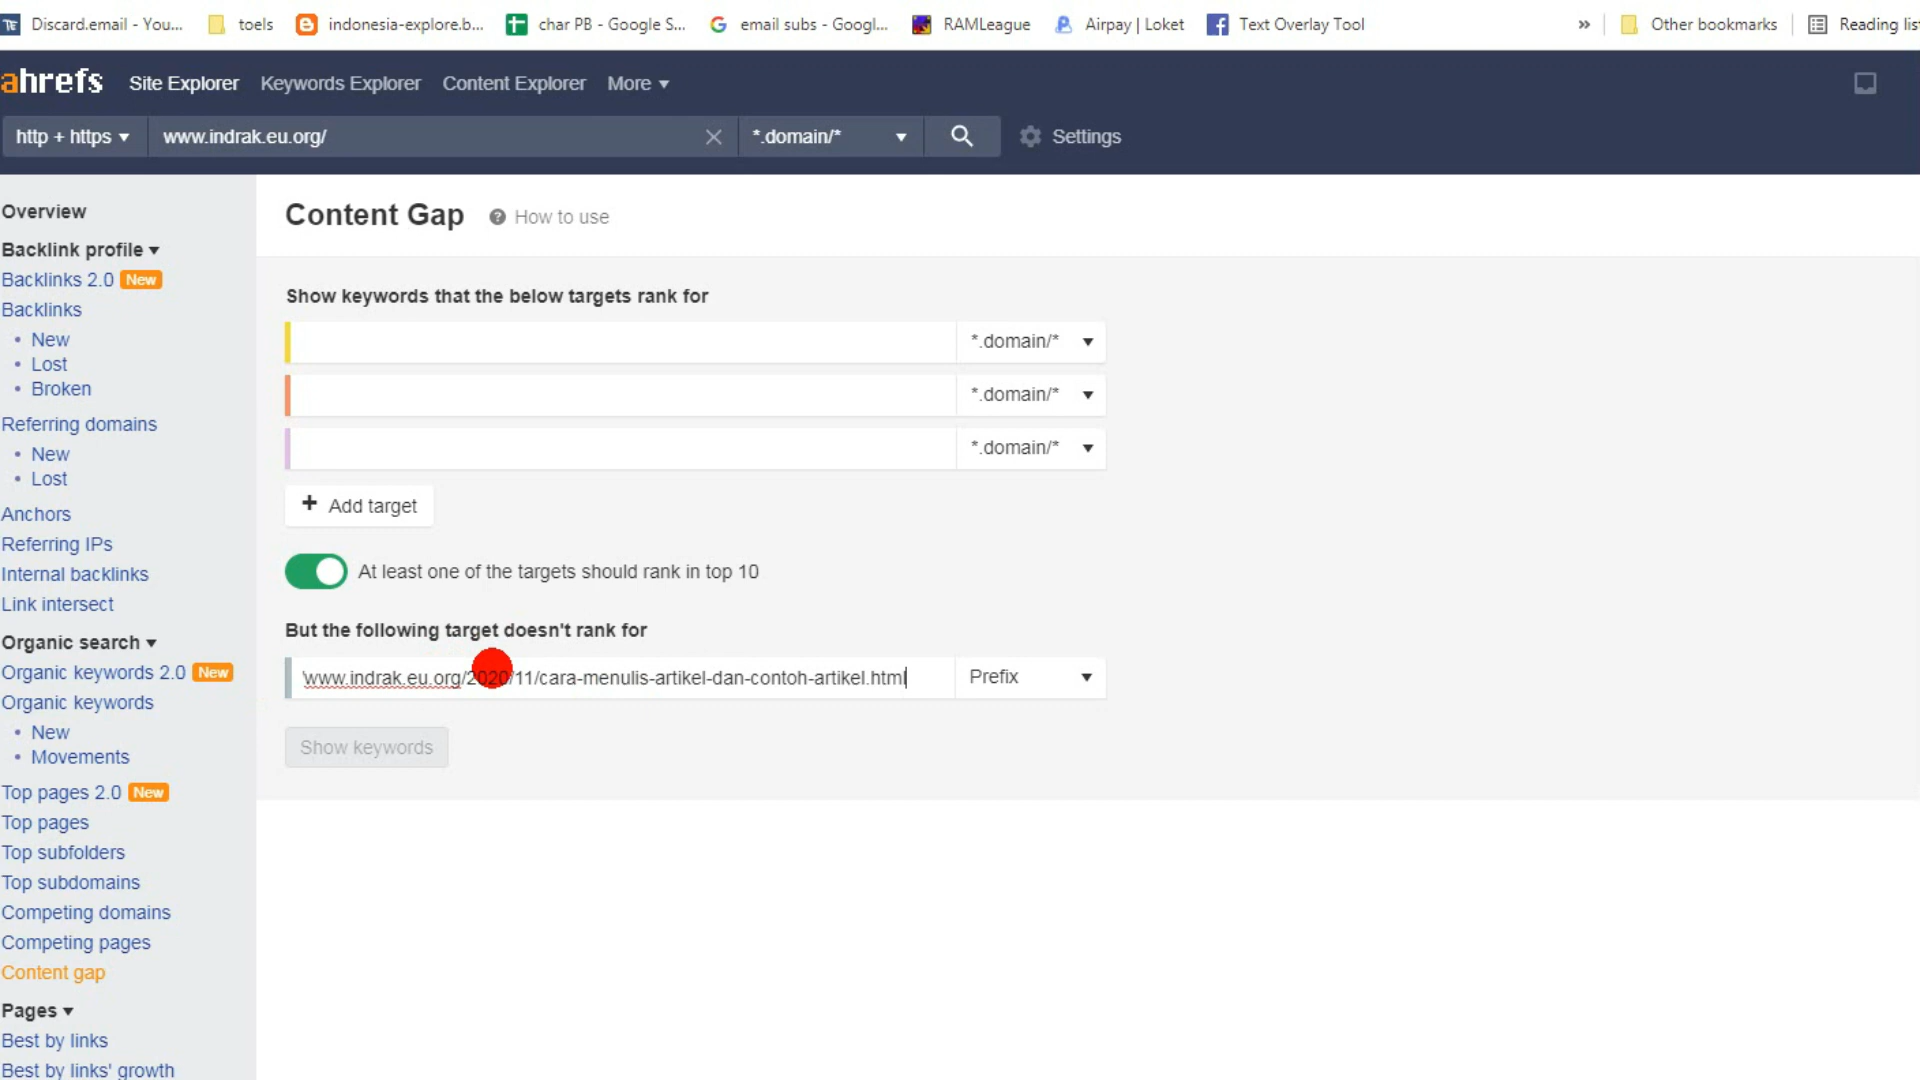 Discard.email - You... toels indonesia-explore.b... char PB - Google S... email subs - Googl... RAMLeague Airpay | Loket Text Overlay Tool » Other bookmarks Reading lis
ahrefs Site Explorer Keywords Explorer Content Explorer More
http + https www.indrak.eu.org/ *.domain/* Settings
Overview
Backlink profile
Backlinks 2.0 New
Backlinks
• New
• Lost
• Broken
Referring domains
• New
• Lost
Anchors
Referring IPs
Internal backlinks
Link intersect
Organic search
Organic keywords 2.0 New
Organic keywords
• New
• Movements
Top pages 2.0 New
Top pages
Top subfolders
Top subdomains
Competing domains
Competing pages
Content gap
Pages
Best by links
Best by links' growth
Content Gap ? How to use
Show keywords that the below targets rank for
*.domain/*
*.domain/*
*.domain/*
+ Add target
At least one of the targets should rank in top 10
But the following target doesn't rank for
www.indrak.eu.org/2020/11/cara-menulis-artikel-dan-contoh-artikel.html Prefix
Show keywords